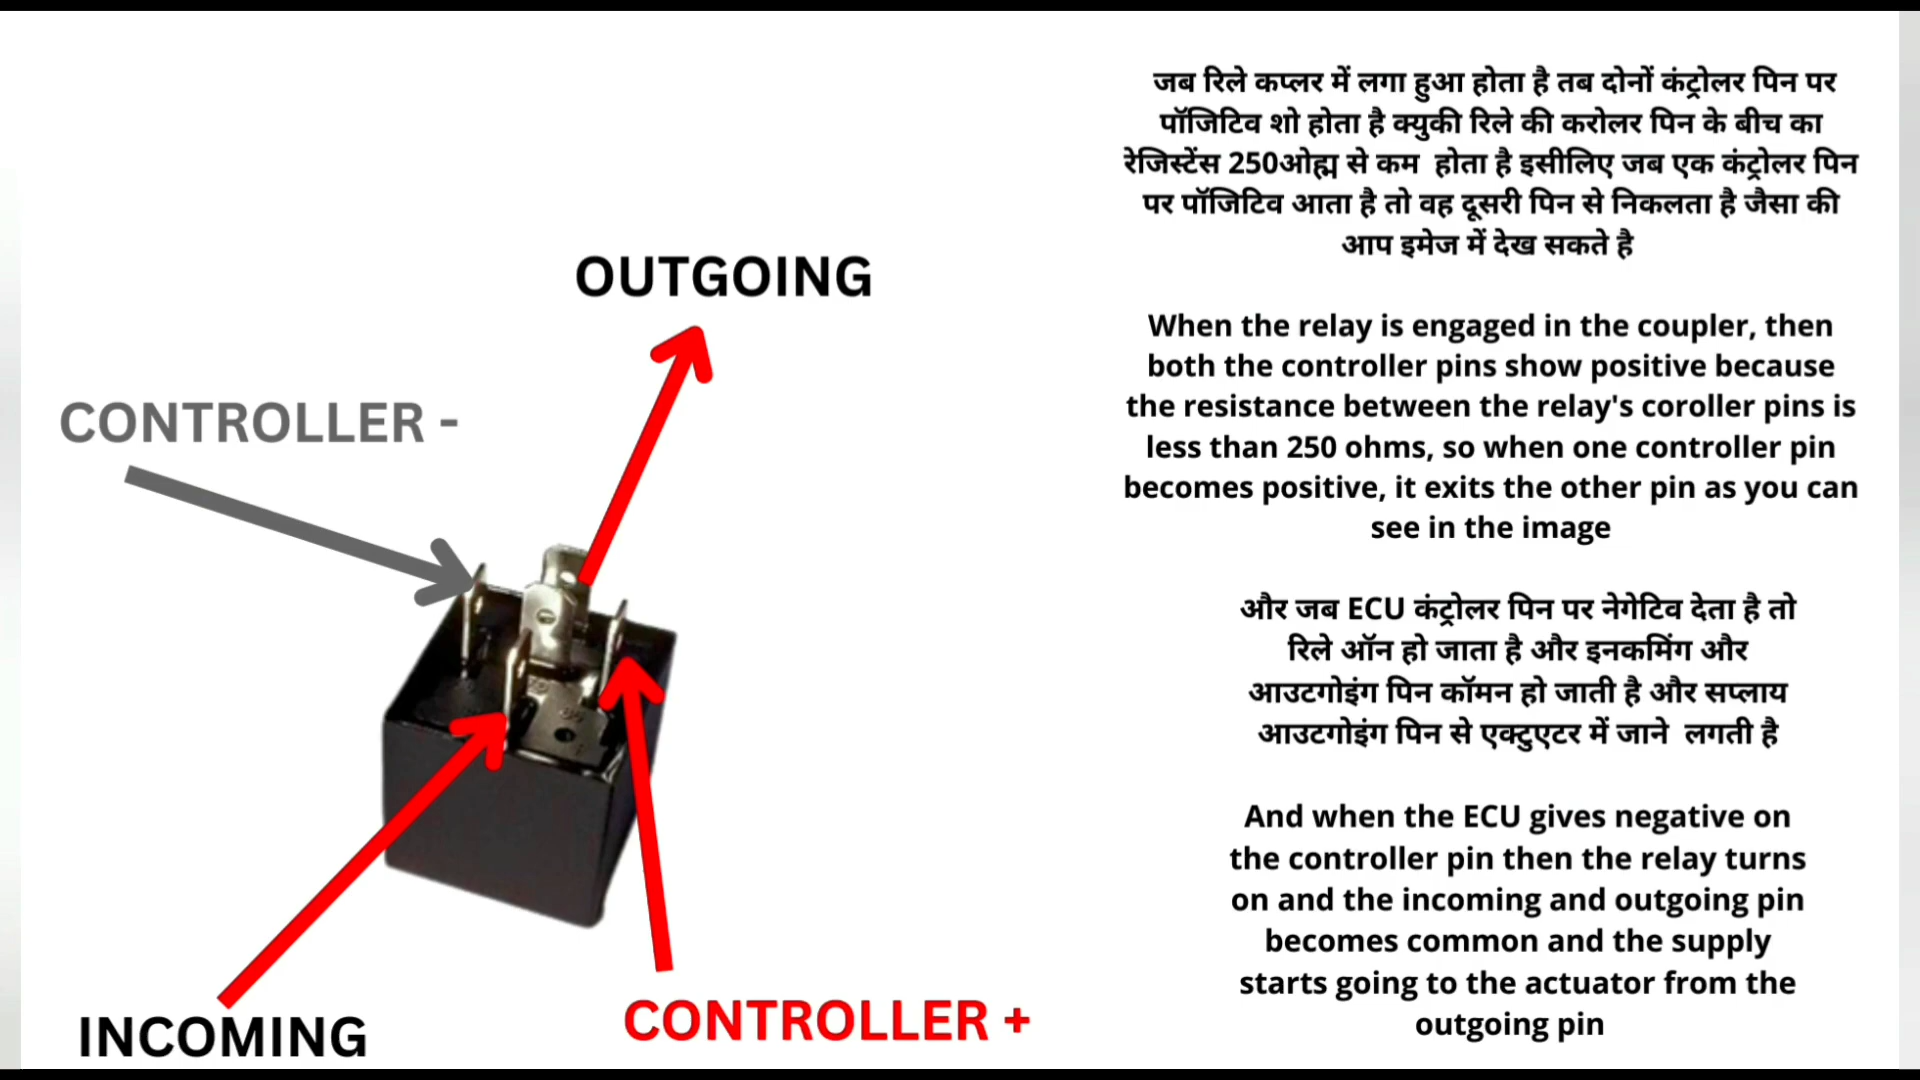 जब रिले कप्लर में लगा हुआ होता है तब दोनों कंट्रोलर पिन पर
पॉजिटिव शो होता है क्युकी रिले की करोलर पिन के बीच का
रेजिस्टेंस 250ओह्म से कम होता है इसीलिए जब एक कंट्रोलर पिन
पर पॉजिटिव आता है तो वह दूसरी पिन से निकलता है जैसा की
आप इमेज में देख सकते है
OUTGOING
When the relay is engaged in the coupler, then
both the controller pins show positive because
the resistance between the relay's coroller pins is
less than 250 ohms, so when one controller pin
becomes positive, it exits the other pin as you can
see in the image
CONTROLLER -
और जब ECU कंट्रोलर पिन पर नेगेटिव देता है तो
रिले ऑन हो जाता है और इनकमिंग और
आउटगोइंग पिन कॉमन हो जाती है और सप्लाय
आउटगोइंग पिन से एक्टुएटर में जाने लगती है
And when the ECU gives negative on
the controller pin then the relay turns
on and the incoming and outgoing pin
becomes common and the supply
starts going to the actuator from the
outgoing pin
INCOMING
CONTROLLER +